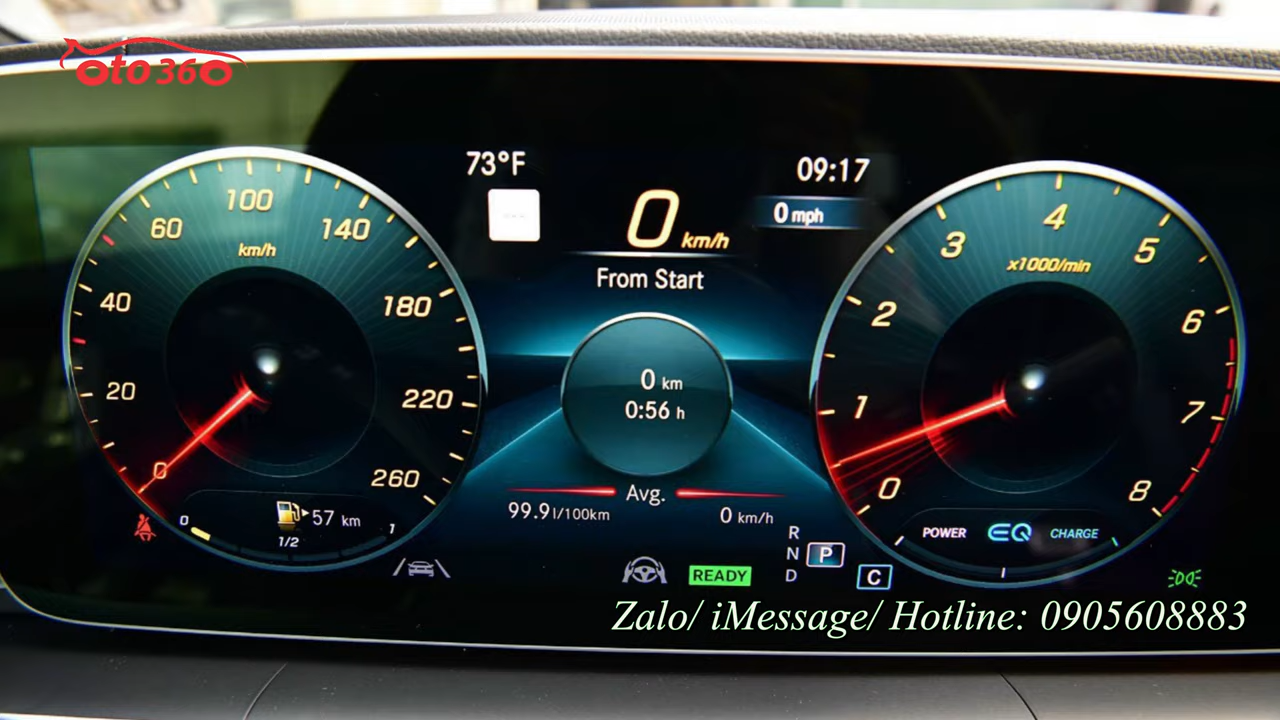 oto360
73°F
09:17
0 km/h
0 mph
From Start
0 km
0:56 h
Avg.
99.9 l/100km
0 km/h
0
20
40
60
100
140
180
220
260
km/h
57 km
0
1/2
1
0
1
2
3
4
5
6
7
8
x1000/min
POWER EQ CHARGE
R
N P
D
C
READY
Zalo/ iMessage/ Hotline: 0905608883